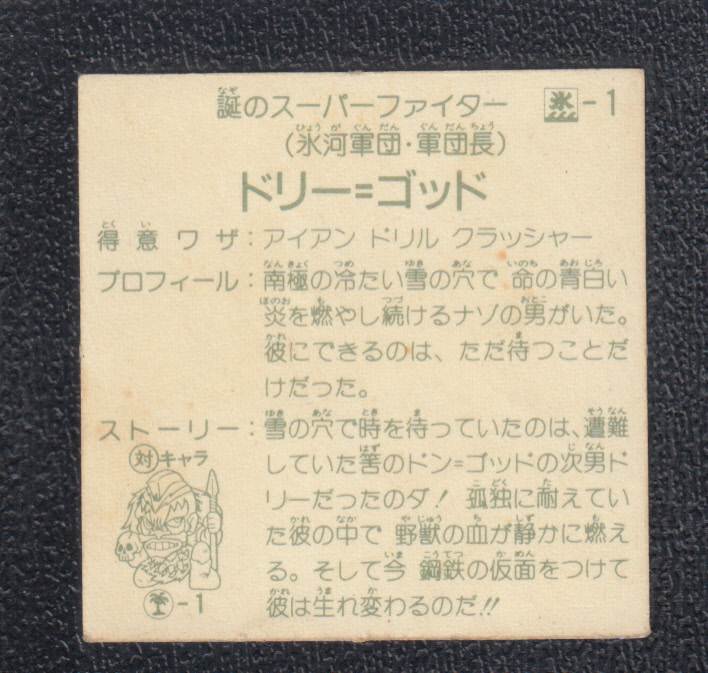 誕のスーパーファイター 氷-1
(氷河軍団・軍団長)
ドリー=ゴッド
得意ワザ:アイアン ドリル クラッシャー
プロフィール:南極の冷たい雪の穴で 命の青白い
炎を燃やし続けるナゾの男がいた。
彼にできるのは、ただ待つことだ
けだった。
ストーリー:雪の穴で時を待っていたのは、遭難
していた筈のドン=ゴッドの次男ド
リーだったのダ! 孤独に耐えてい
た彼の中で 野獣の血が静かに燃え
る。そして今 鋼鉄の仮面をつけて
彼は生れ変わるのだ!!
対キャラ
-1